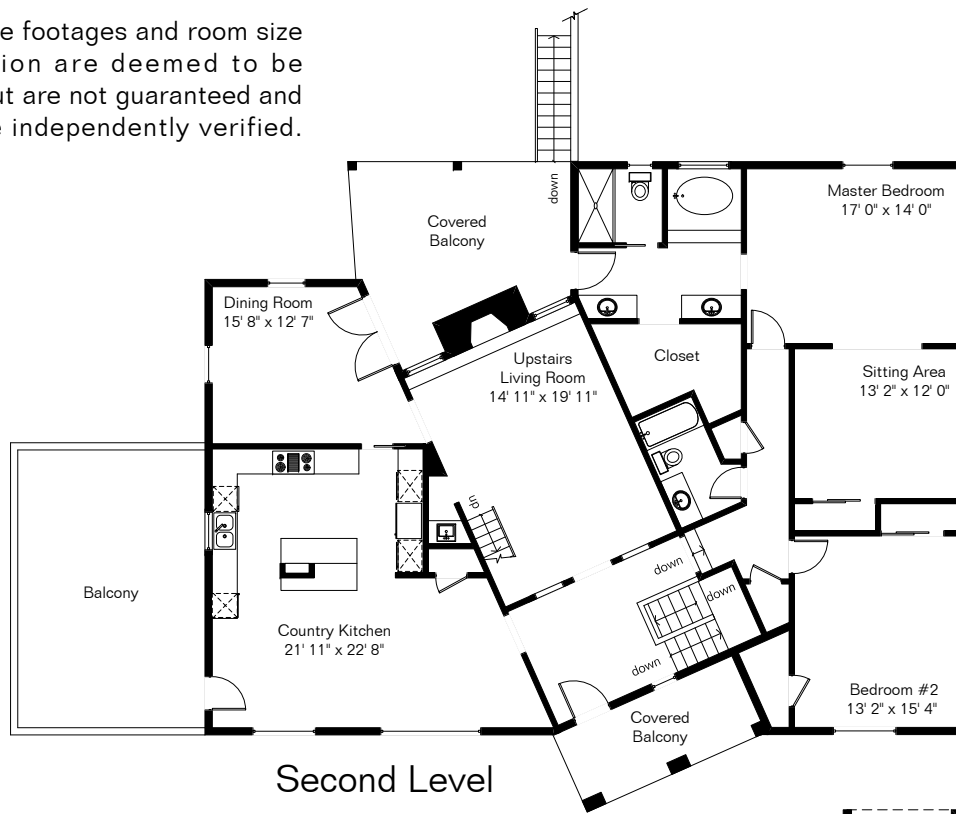 e footages and room size
ion are deemed to be
ut are not guaranteed and
e independently verified.
down
Covered
Balcony
Master Bedroom
17' 0" x 14' 0"
Dining Room
15' 8" x 12' 7"
Upstairs
Living Room
14' 11" x 19' 11"
Closet
Sitting Area
13' 2" x 12' 0"
up
down
down
Balcony
Country Kitchen
21' 11" x 22' 8"
down
Bedroom #2
13' 2" x 15' 4"
Covered
Balcony
Second Level